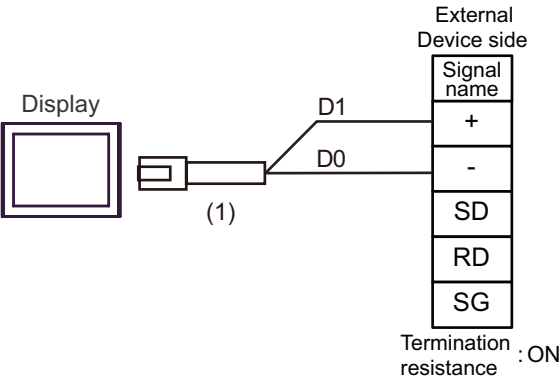 External
Device side
Signal
name
Display
D1
+
D0
-
(1)
SD
RD
SG
Termination
resistance : ON